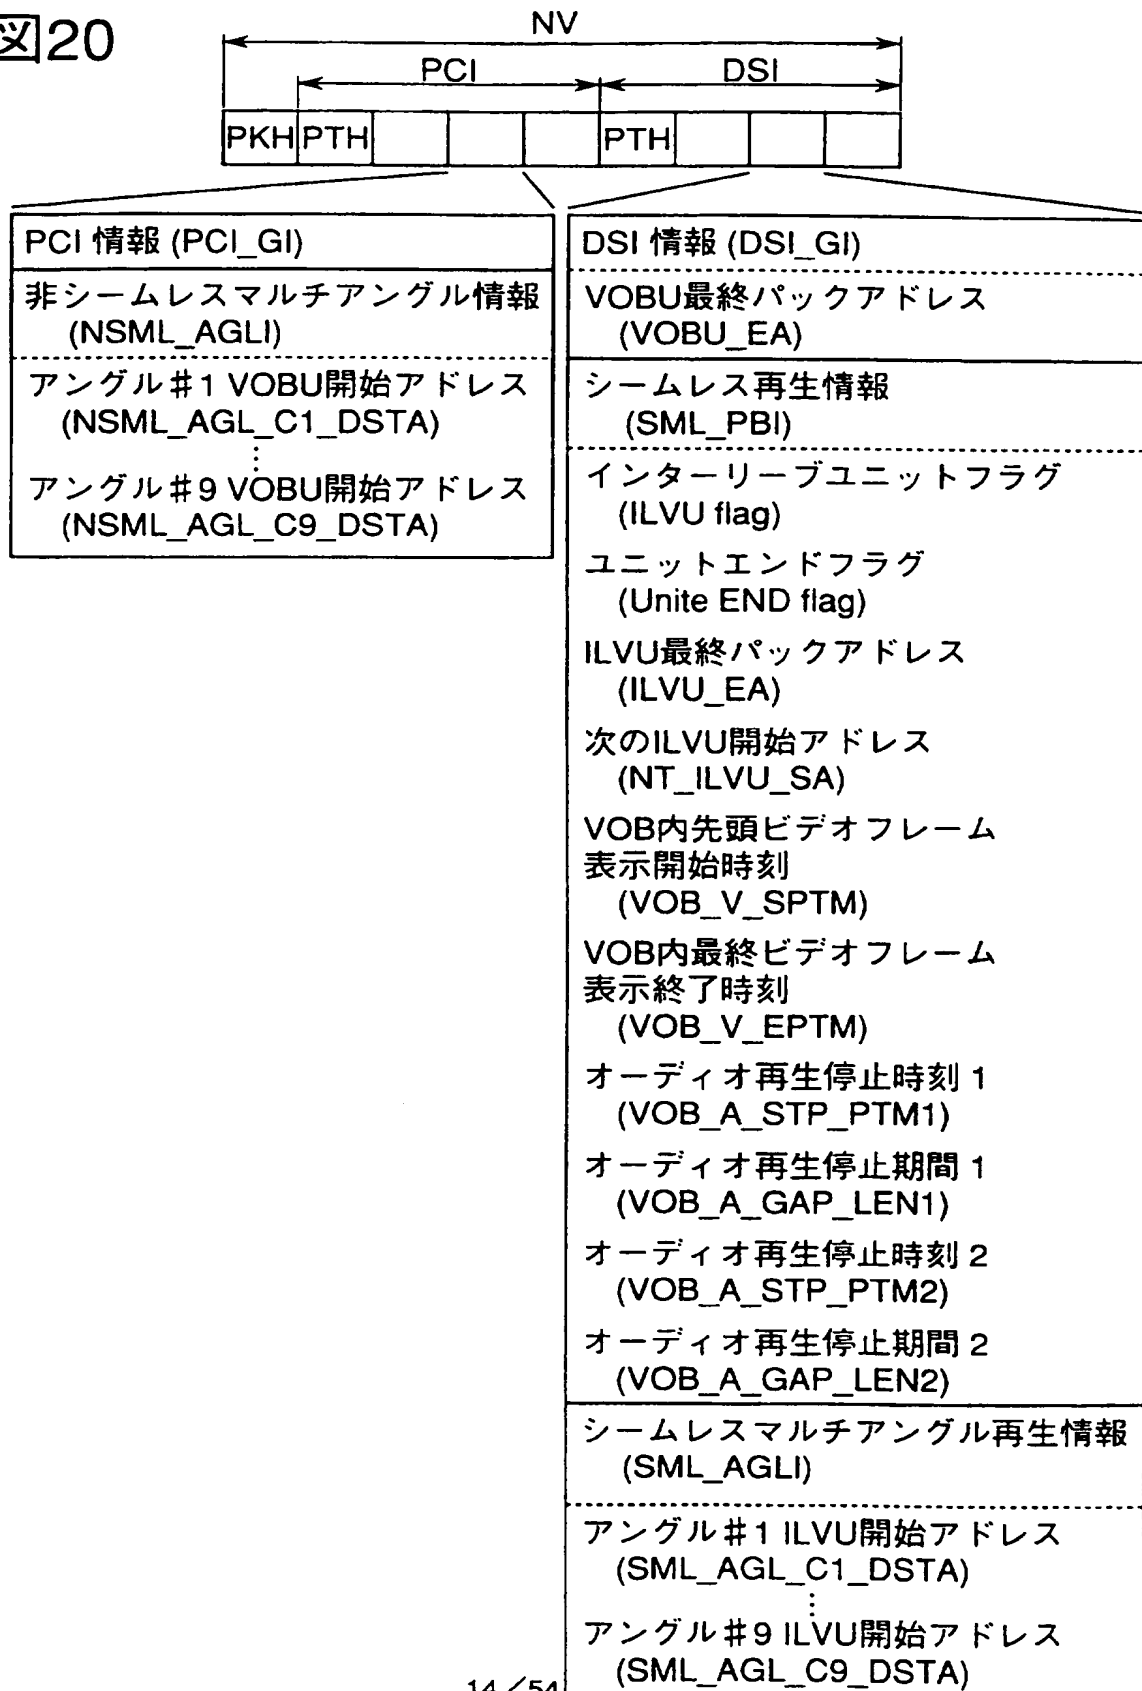 図20
NV
PCI
DSI
PKH PTH PTH
PCI 情報 (PCI_GI)
非シームレスマルチアングル情報
(NSML_AGLI)
アングル#1 VOBU開始アドレス
(NSML_AGL_C1_DSTA)
⋮
アングル#9 VOBU開始アドレス
(NSML_AGL_C9_DSTA)
DSI 情報 (DSI_GI)
VOBU最終パックアドレス
(VOBU_EA)
シームレス再生情報
(SML_PBI)
インターリーブユニットフラグ
(ILVU flag)
ユニットエンドフラグ
(Unite END flag)
ILVU最終パックアドレス
(ILVU_EA)
次のILVU開始アドレス
(NT_ILVU_SA)
VOB内先頭ビデオフレーム
表示開始時刻
(VOB_V_SPTM)
VOB内最終ビデオフレーム
表示終了時刻
(VOB_V_EPTM)
オーディオ再生停止時刻 1
(VOB_A_STP_PTM1)
オーディオ再生停止期間 1
(VOB_A_GAP_LEN1)
オーディオ再生停止時刻 2
(VOB_A_STP_PTM2)
オーディオ再生停止期間 2
(VOB_A_GAP_LEN2)
シームレスマルチアングル再生情報
(SML_AGLI)
アングル#1 ILVU開始アドレス
(SML_AGL_C1_DSTA)
⋮
アングル#9 ILVU開始アドレス
(SML_AGL_C9_DSTA)
14/54